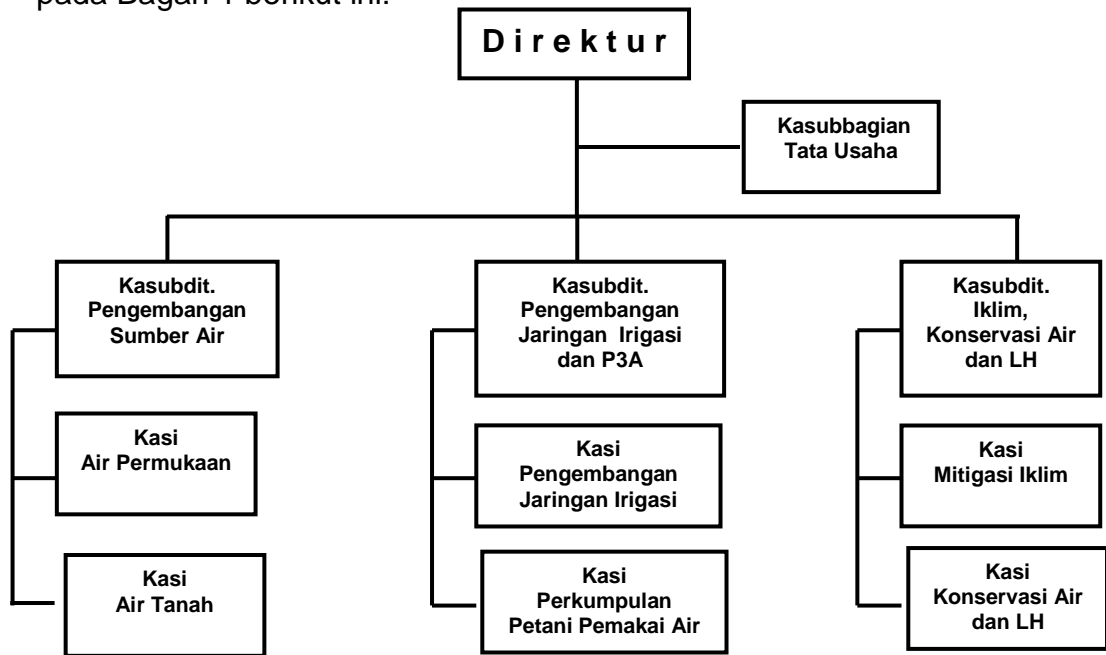 pada Bagan 1 berikut ini.
D i r e k t u r
Kasubbagian
Tata Usaha
Kasubdit.
Pengembangan
Sumber Air
Kasubdit.
Pengembangan
Jaringan Irigasi
dan P3A
Kasubdit.
Iklim,
Konservasi Air
dan LH
Kasi
Air Permukaan
Kasi
Pengembangan
Jaringan Irigasi
Kasi
Mitigasi Iklim
Kasi
Air Tanah
Kasi
Perkumpulan
Petani Pemakai Air
Kasi
Konservasi Air
dan LH